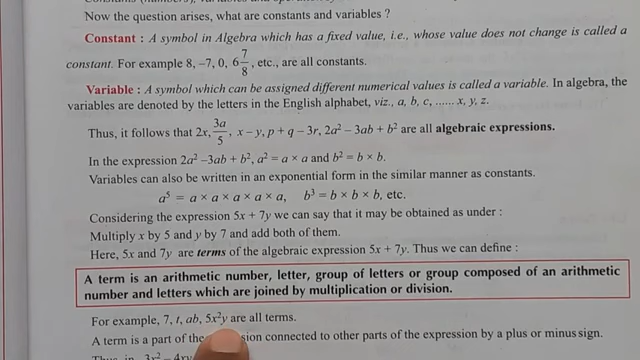 Now the question arises, what are constants and variables ?
Constant : A symbol in Algebra which has a fixed value, i.e., whose value does not change is called a
constant. For example 8, –7, 0, 6 7/8, etc., are all constants.
Variable : A symbol which can be assigned different numerical values is called a variable. In algebra, the
variables are denoted by the letters in the English alphabet, viz., a, b, c, ...... x, y, z.
Thus, it follows that 2x, 3a/5, x – y, p + q – 3r, 2a² – 3ab + b² are all algebraic expressions.
In the expression 2a² –3ab + b², a² = a × a and b² = b × b.
Variables can also be written in an exponential form in the similar manner as constants.
a⁵ = a × a × a × a × a, b³ = b × b × b, etc.
Considering the expression 5x + 7y we can say that it may be obtained as under :
Multiply x by 5 and y by 7 and add both of them.
Here, 5x and 7y are terms of the algebraic expression 5x + 7y. Thus we can define :
A term is an arithmetic number, letter, group of letters or group composed of an arithmetic
number and letters which are joined by multiplication or division.
For example, 7, t, ab, 5x²y are all terms.
A term is a part of the sion connected to other parts of the expression by a plus or minus sign.